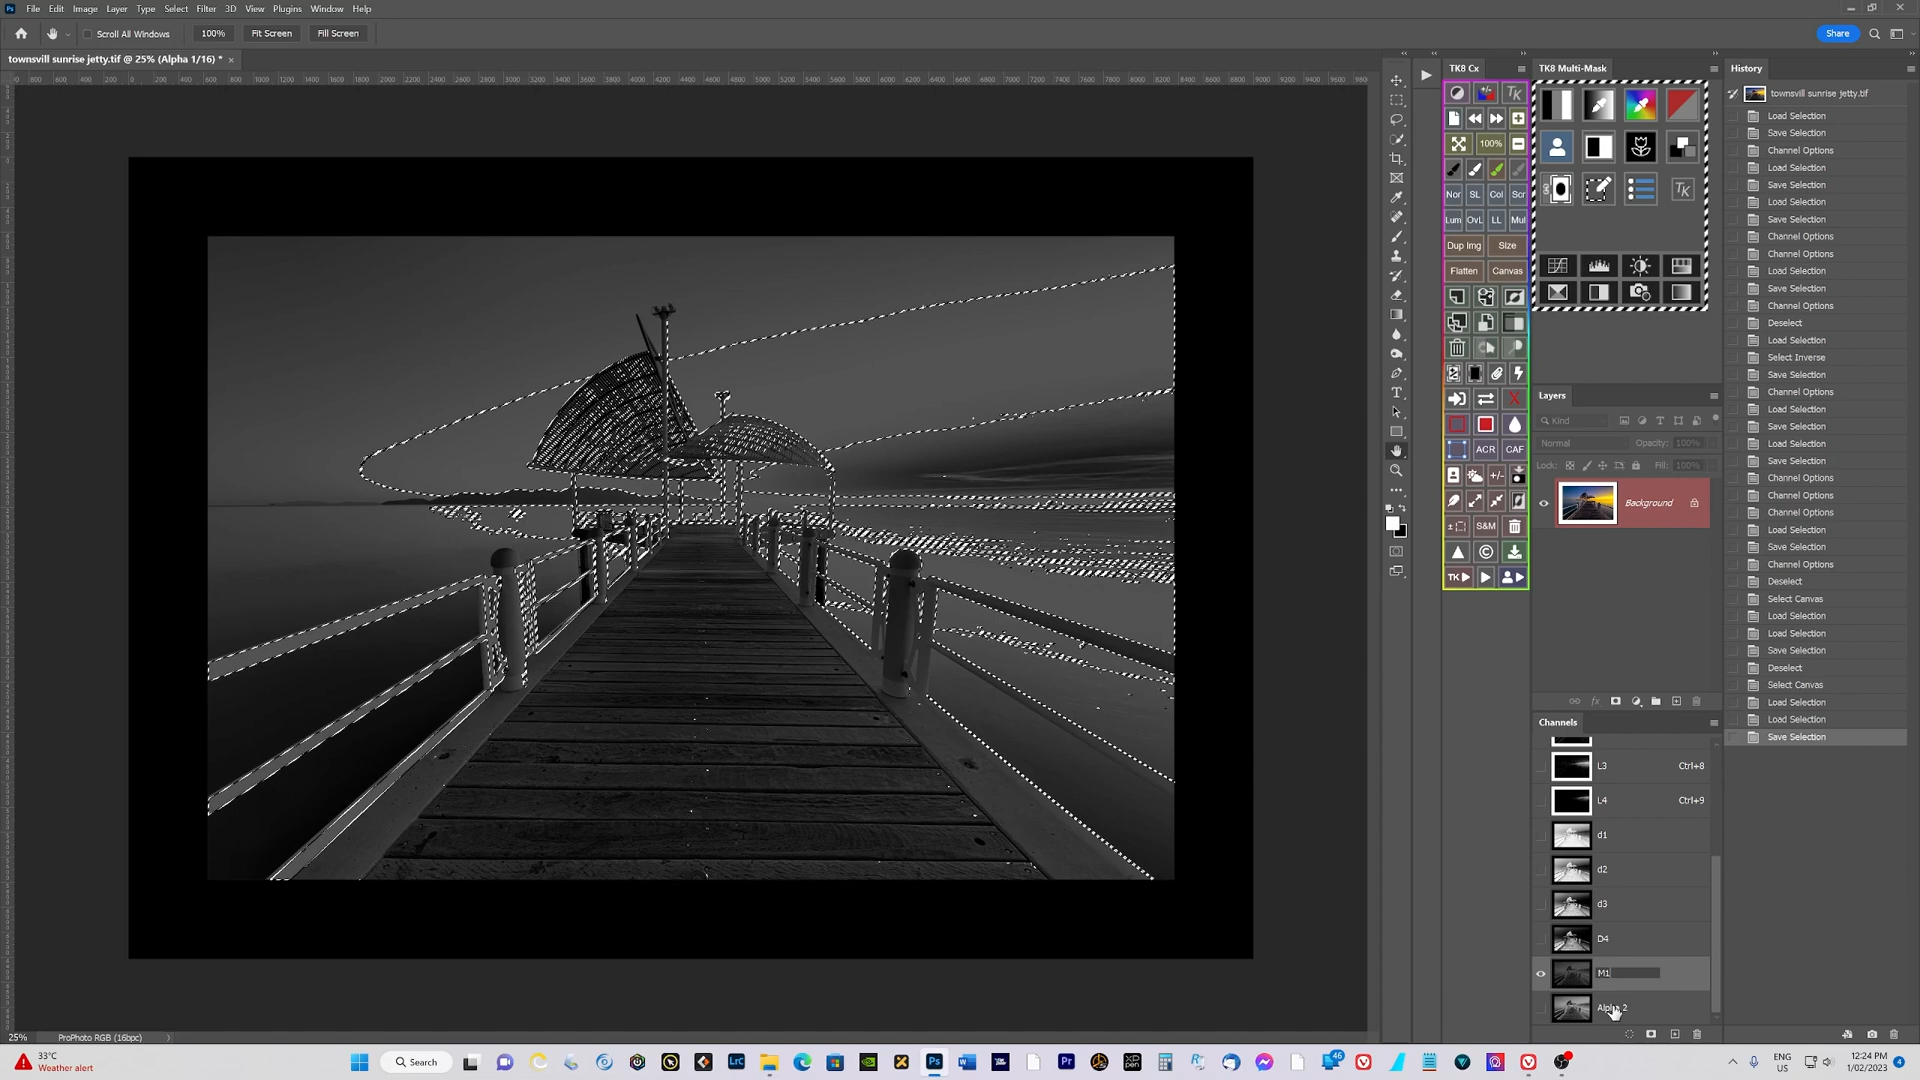 File Edit Image Layer Type Select Filter 3D View Plugins Window Help
Scroll All Windows 100% Fit Screen Fill Screen Share
townsvill sunrise jetty.tif @ 25% (Alpha 1/16) *
TK8 Cx
TK8 Multi-Mask
History
townsvill sunrise jetty.tif
Load Selection
Save Selection
Channel Options
Load Selection
Save Selection
Load Selection
Save Selection
Channel Options
Channel Options
Load Selection
Save Selection
Channel Options
Deselect
Load Selection
Select Inverse
Save Selection
Channel Options
Load Selection
Save Selection
Load Selection
Save Selection
Channel Options
Channel Options
Channel Options
Load Selection
Save Selection
Channel Options
Deselect
Select Canvas
Load Selection
Load Selection
Save Selection
Deselect
Select Canvas
Load Selection
Load Selection
Save Selection
TK
100%
Nor SL Col Scr
Lum OvL LL Mul
Dup Img Size
Flatten Canvas
X
ACR CAF
+/-
S&M
TK
TK
Layers
Kind
Normal Opacity: 100%
Lock: Fill: 100%
Background
Channels
L3 Ctrl+8
L4 Ctrl+9
d1
d2
d3
D4
M1
Alpha 2
25% ProPhoto RGB (16bpc)
33°C
Weather alert
Search
46
ENG
US
12:24 PM
1/02/2023
4